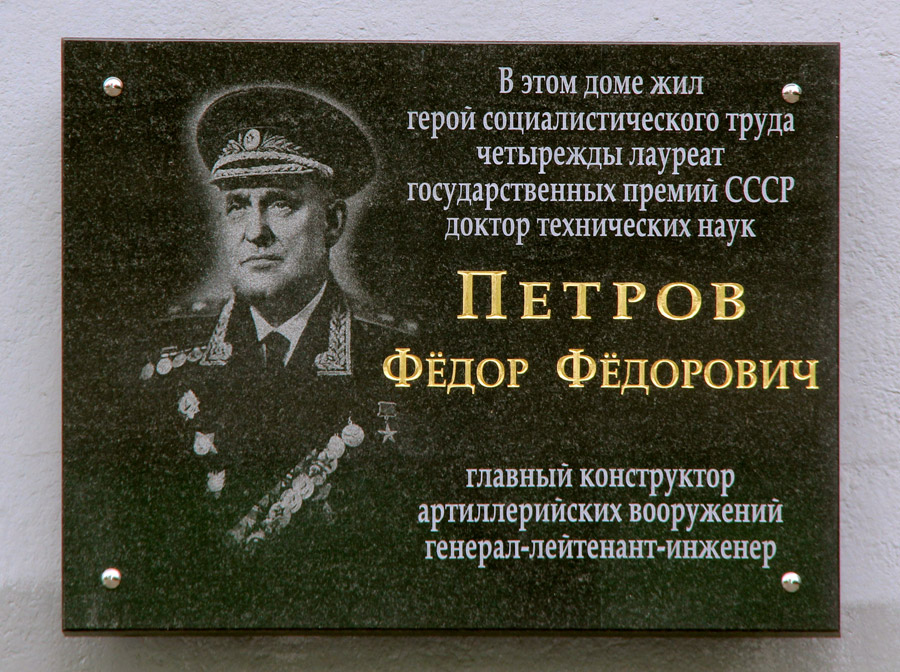 В этом доме жил
герой социалистического труда
четырежды лауреат
государственных премий СССР
доктор технических наук
ПЕТРОВ
ФЁДОР ФЁДОРОВИЧ
главный конструктор
артиллерийских вооружений
генерал-лейтенант-инженер